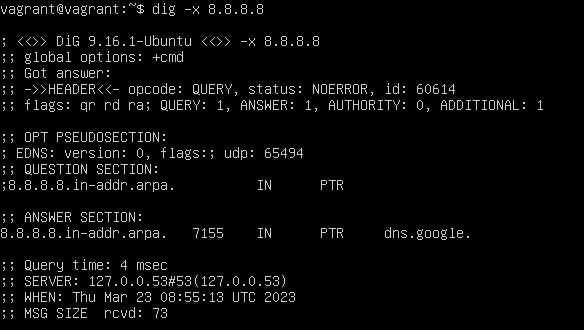 vagrant@vagrant:~$ dig -x 8.8.8.8
; <<>> DiG 9.16.1-Ubuntu <<>> -x 8.8.8.8
;; global options: +cmd
;; Got answer:
;; ->>HEADER<<- opcode: QUERY, status: NOERROR, id: 60614
;; flags: qr rd ra; QUERY: 1, ANSWER: 1, AUTHORITY: 0, ADDITIONAL: 1
;; OPT PSEUDOSECTION:
; EDNS: version: 0, flags:; udp: 65494
;; QUESTION SECTION:
;8.8.8.8.in-addr.arpa. IN PTR
;; ANSWER SECTION:
8.8.8.8.in-addr.arpa. 7155 IN PTR dns.google.
;; Query time: 4 msec
;; SERVER: 127.0.0.53#53(127.0.0.53)
;; WHEN: Thu Mar 23 08:55:13 UTC 2023
;; MSG SIZE rcvd: 73